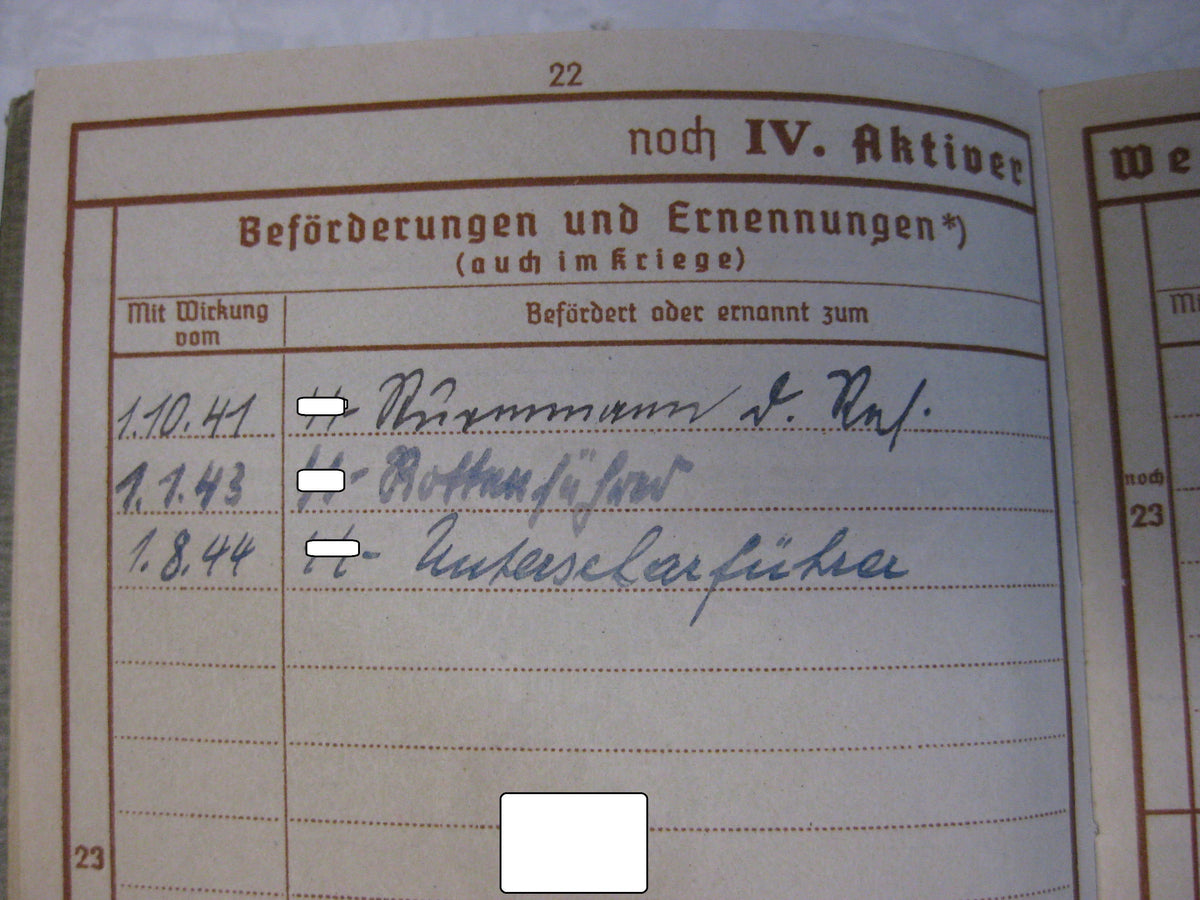 22
noch IV. Aktiver
We
Beförderungen und Ernennungen*)
(auch im Kriege)
Mit Wirkung vom
Befördert oder ernannt zum
1.10.41 - Sturmmann d. Res.
1.1.43 - Rottenführer
1.8.44 - Unterscharführer
noch
23
23